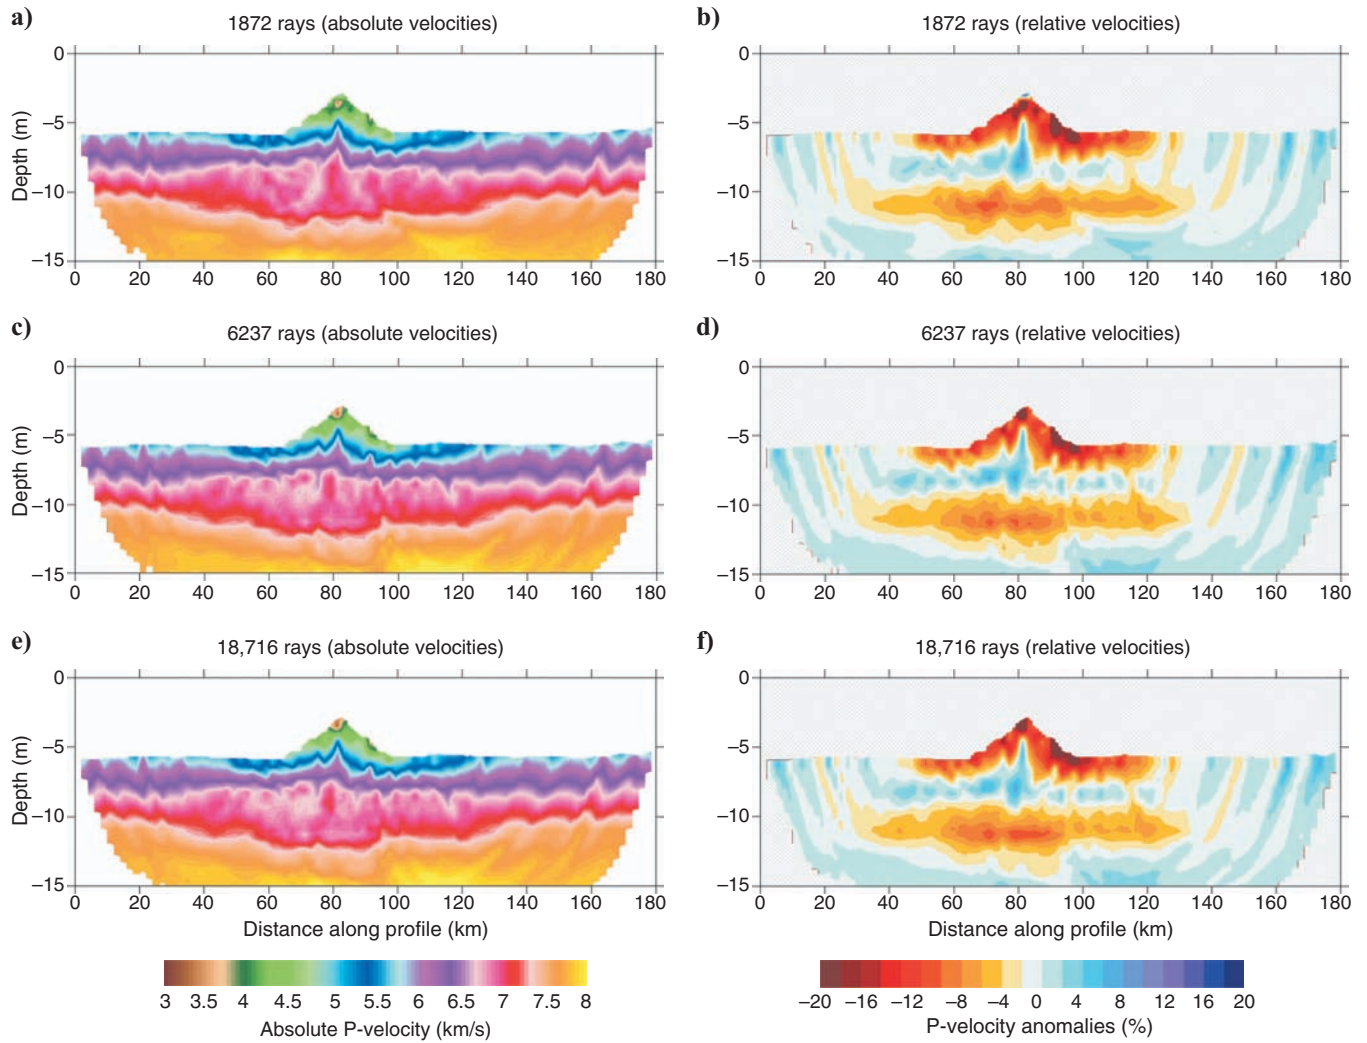 a)
1872 rays (absolute velocities)
Depth (m)
0
−5
−10
−15
0 20 40 60 80 100 120 140 160 180
b)
1872 rays (relative velocities)
0
−5
−10
−15
0 20 40 60 80 100 120 140 160 180
c)
6237 rays (absolute velocities)
Depth (m)
0
−5
−10
−15
0 20 40 60 80 100 120 140 160 180
d)
6237 rays (relative velocities)
0
−5
−10
−15
0 20 40 60 80 100 120 140 160 180
e)
18,716 rays (absolute velocities)
Depth (m)
0
−5
−10
−15
0 20 40 60 80 100 120 140 160 180
Distance along profile (km)
f)
18,716 rays (relative velocities)
0
−5
−10
−15
0 20 40 60 80 100 120 140 160 180
Distance along profile (km)
3 3.5 4 4.5 5 5.5 6 6.5 7 7.5 8
Absolute P-velocity (km/s)
−20 −16 −12 −8 −4 0 4 8 12 16 20
P-velocity anomalies (%)